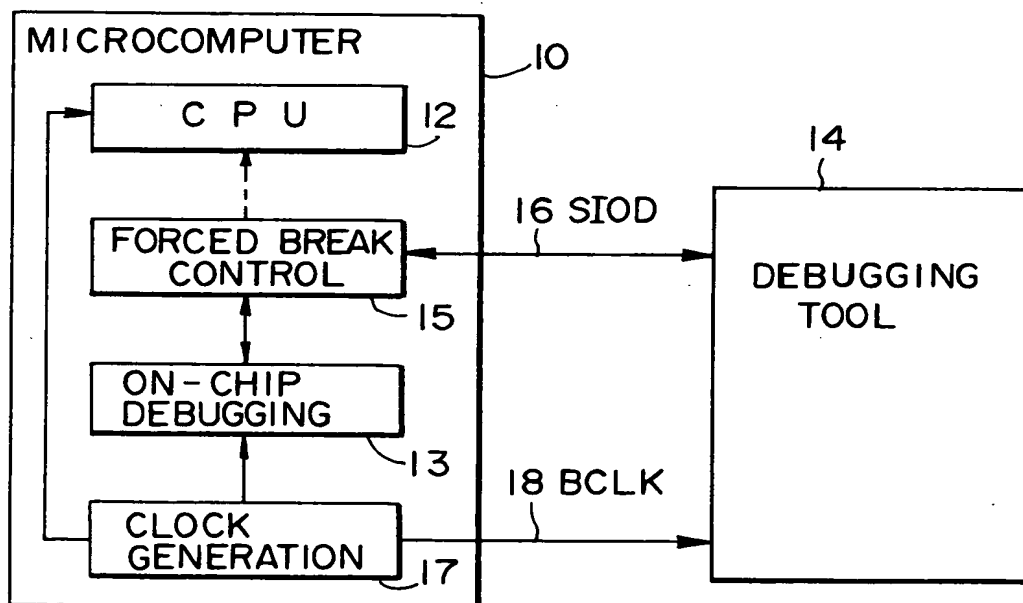 MICROCOMPUTER
10
CPU
12
14
16 SIOD
FORCED BREAK
CONTROL
15
DEBUGGING
TOOL
ON-CHIP
DEBUGGING
13
18 BCLK
CLOCK
GENERATION
17